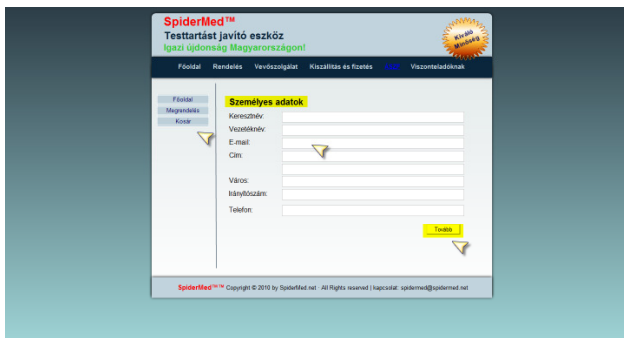 SpiderMed™
Testtartást javító eszköz
Igazi újdonság Magyarországon!
Kiváló
Minőség
Főoldal Rendelés Vevőszolgálat Kiszállítás és fizetés Viszonteladóknak
Főoldal
Megrendelés
Kosár
Személyes adatok
Keresztnév:
Vezetéknév:
E-mail:
Cím:
Város:
Irányítószám:
Telefon:
Tovább
SpiderMed™™ Copyright © 2010 by SpiderMed.net · All Rights reserved | kapcsolat: spidermed@spidermed.net